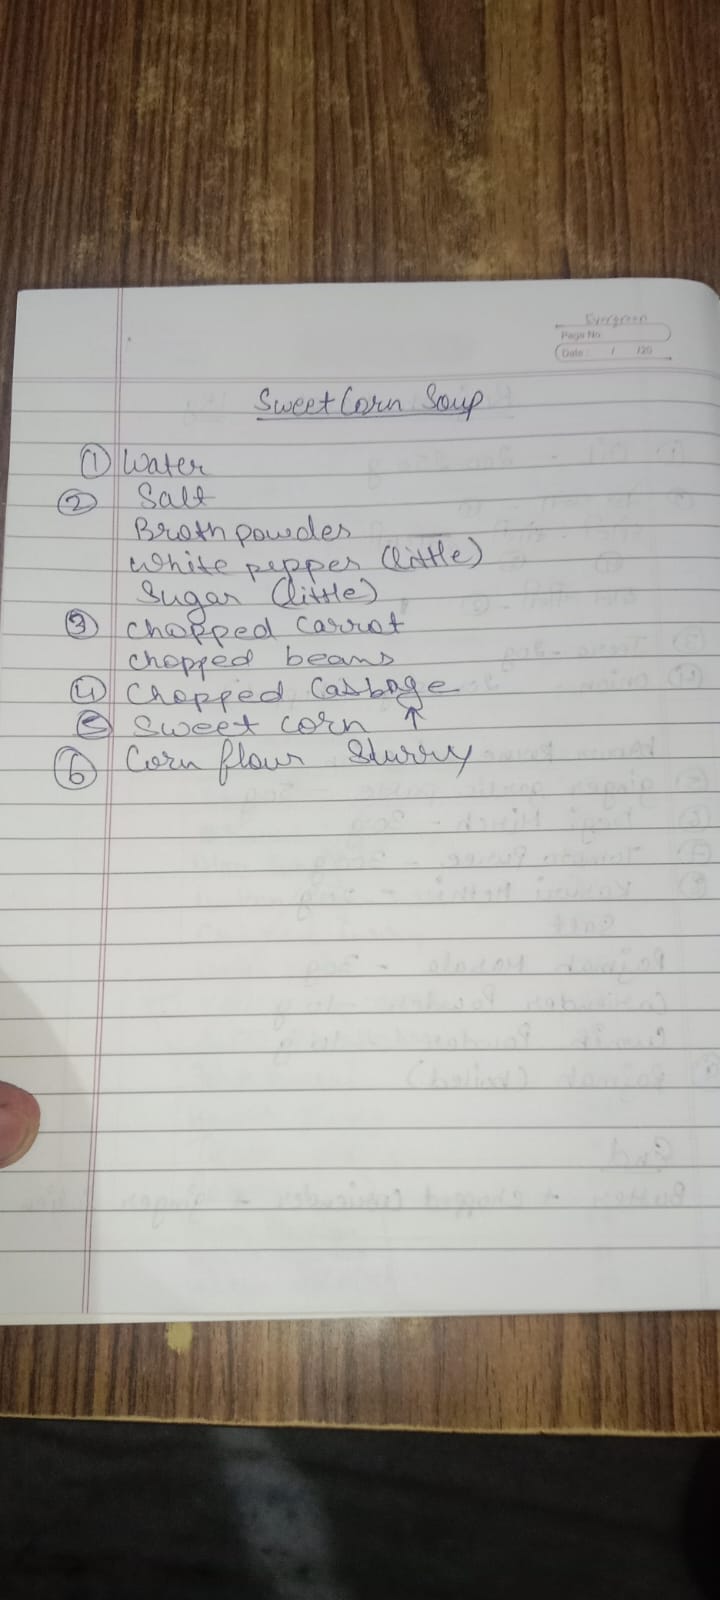 Evergreen
Page No.
Date: / /20
Sweet Corn Soup
① Water
② Salt
Broth powder
White pepper (little)
Sugar (little)
③ Chopped Carrot
chopped beans
④ Chopped Cabbage
⑤ Sweet corn ↑
⑥ Corn flour Slurry